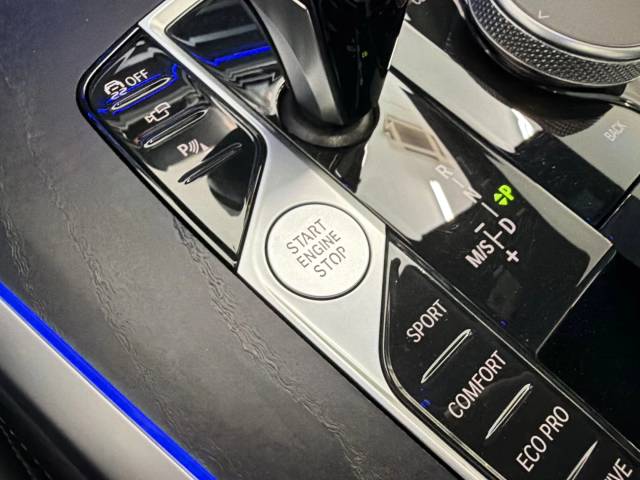 OFF
P
START
ENGINE
STOP
R
N
P
M/S
D
+
SPORT
COMFORT
ECO PRO
BACK